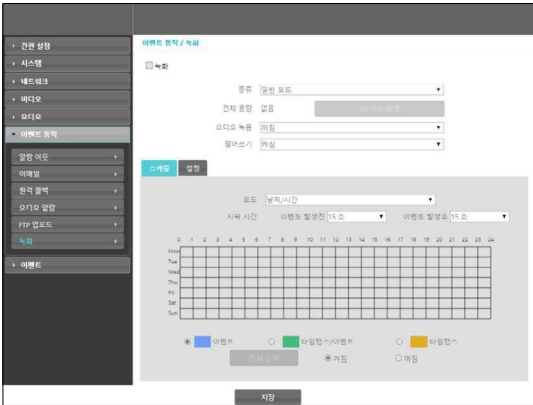 이벤트 동작 / 녹화
간편 설정
시스템
네트워크
비디오
오디오
이벤트 동작
알람 아웃
이메일
원격 콜백
오디오 알람
FTP 업로드
녹화
이벤트
녹화
종류 일반 모드
전체 용량 없음
오디오 녹음 꺼짐
덮어쓰기 켜짐
스케줄 설정
모드 날짜/시간
지속 시간 이벤트 발생전 15 소 이벤트 발생후 15 소
0 1 2 3 4 5 6 7 8 9 10 11 12 13 14 15 16 17 18 19 20 21 22 23 24
Mon
Tue
Wed
Thu
Fri
Sat
Sun
이벤트 타임랩스/이벤트 타임랩스
전체 선택 켜짐 꺼짐
저장